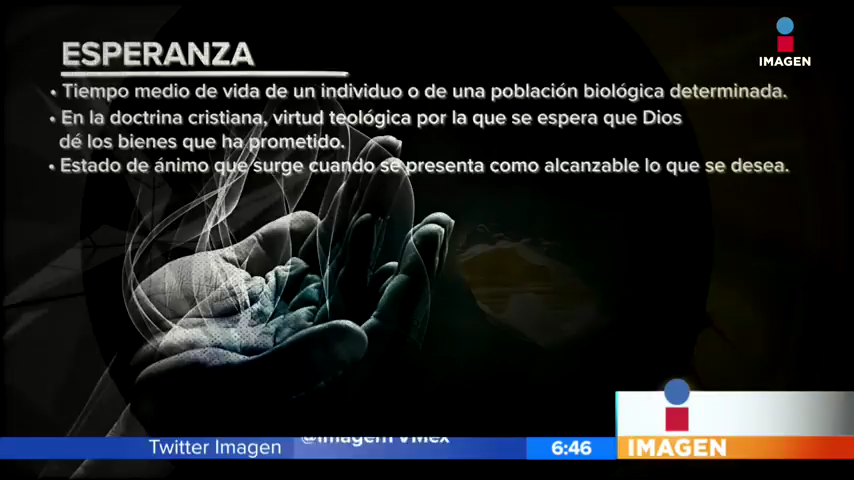 ESPERANZA
IMAGEN
• Tiempo medio de vida de un individuo o de una población biológica determinada.
• En la doctrina cristiana, virtud teológica por la que se espera que Dios
dé los bienes que ha prometido.
• Estado de ánimo que surge cuando se presenta como alcanzable lo que se desea.
Twitter Imagen
@ImagenTVMex
6:46
IMAGEN